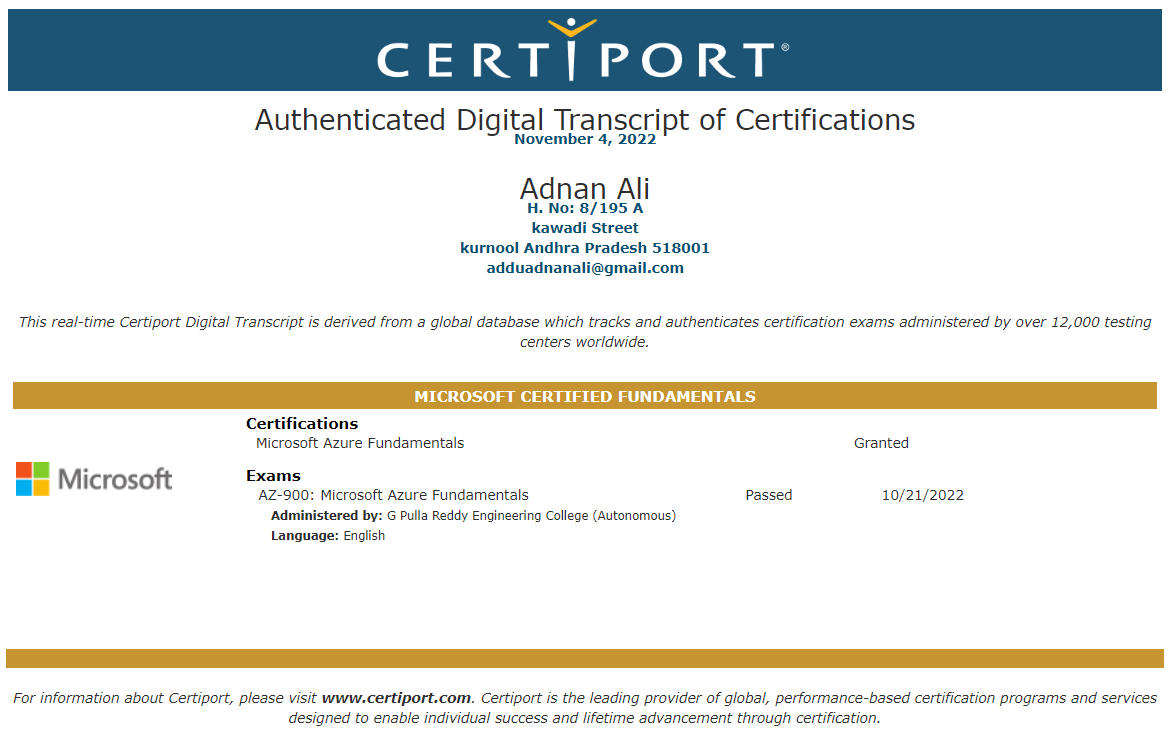 CERTIPORT®
Authenticated Digital Transcript of Certifications
November 4, 2022
Adnan Ali
H. No: 8/195 A
kawadi Street
kurnool Andhra Pradesh 518001
adduadnanali@gmail.com
This real-time Certiport Digital Transcript is derived from a global database which tracks and authenticates certification exams administered by over 12,000 testing
centers worldwide.
MICROSOFT CERTIFIED FUNDAMENTALS
Certifications
Microsoft Azure Fundamentals Granted
Microsoft
Exams
AZ-900: Microsoft Azure Fundamentals Passed 10/21/2022
Administered by: G Pulla Reddy Engineering College (Autonomous)
Language: English
For information about Certiport, please visit www.certiport.com. Certiport is the leading provider of global, performance-based certification programs and services
designed to enable individual success and lifetime advancement through certification.